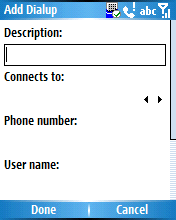 Add Dialup abc
Description:
Connects to:
Phone number:
User name:
Done Cancel